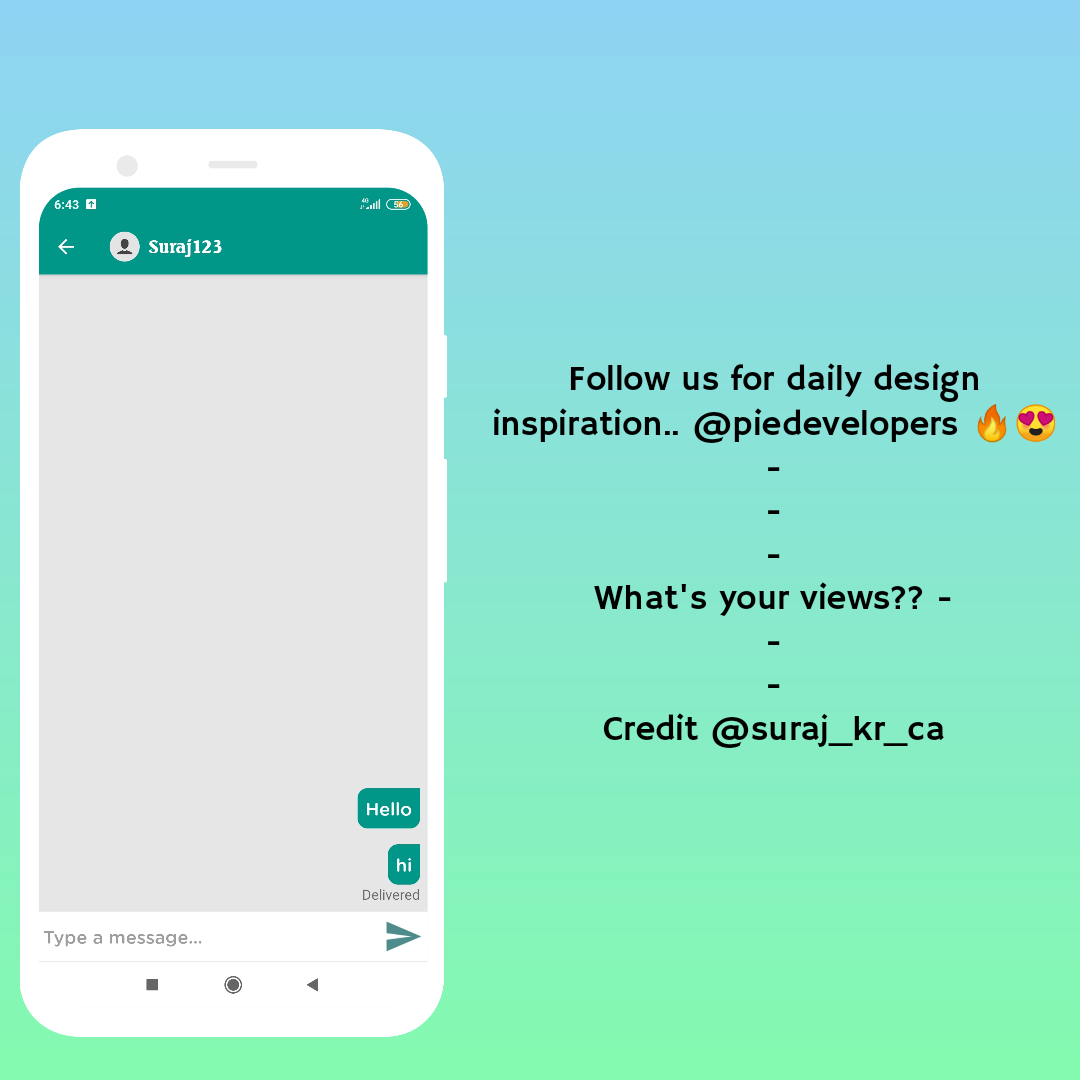 6:43
4G
56
Suraj123
Hello
hi
Delivered
Type a message...
Follow us for daily design
inspiration.. @piedevelopers 🔥😍
-
-
-
What's your views?? -
-
-
Credit @suraj_kr_ca